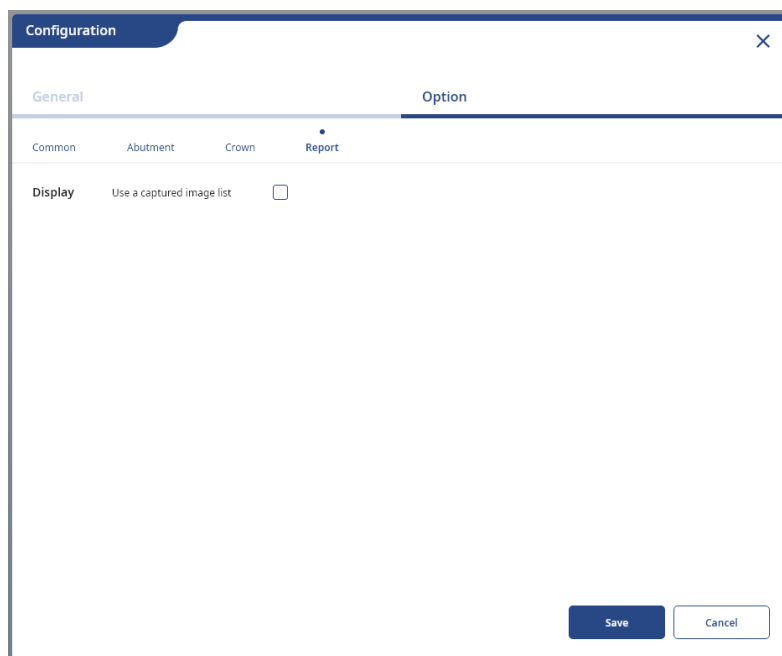 Configuration
General Option
Common Abutment Crown Report
Display Use a captured image list
Save Cancel